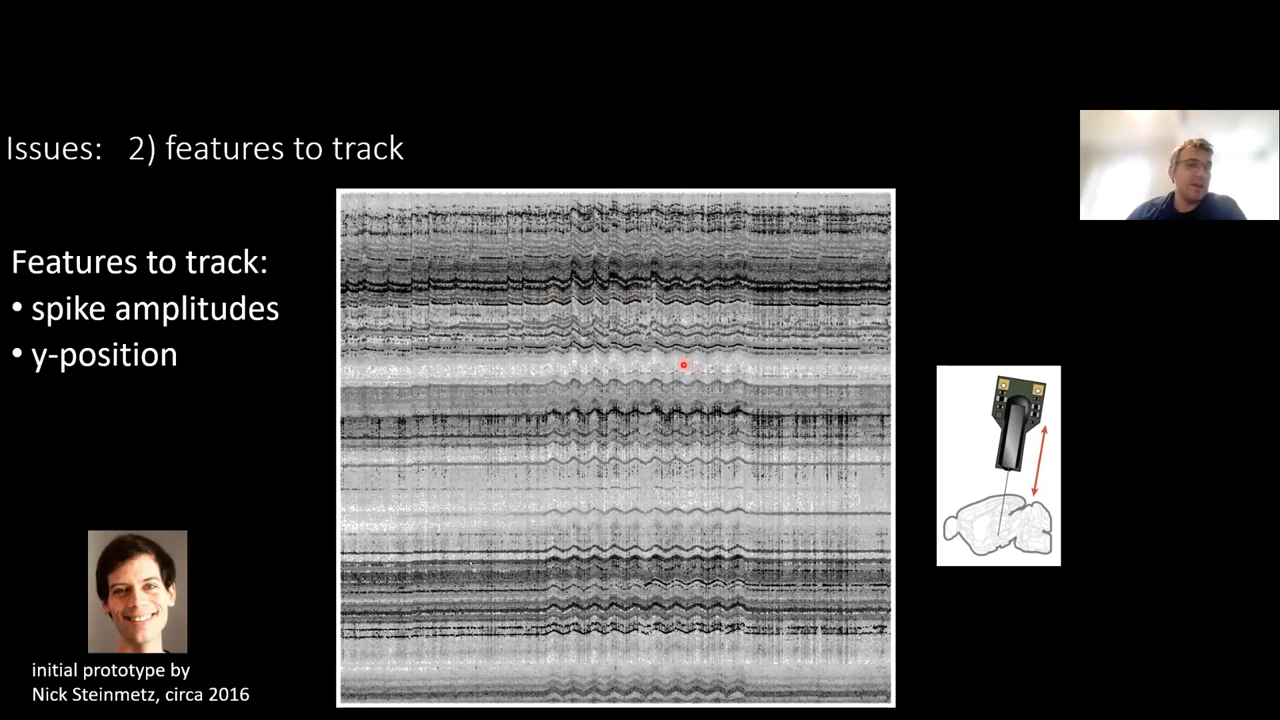 Issues: 2) features to track
Features to track:
• spike amplitudes
• y-position
initial prototype by
Nick Steinmetz, circa 2016